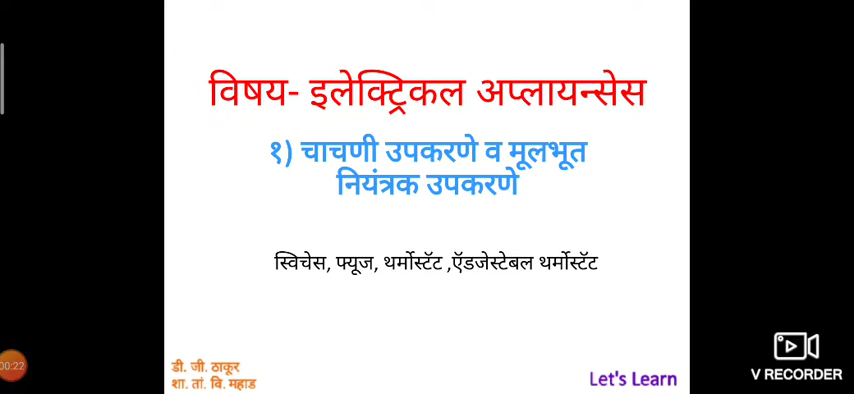 विषय- इलेक्ट्रिकल अप्लायन्सेस
१) चाचणी उपकरणे व मूलभूत
नियंत्रक उपकरणे
स्विचेस, फ्यूज, थर्मोस्टॅट ,ऍडजेस्टेबल थर्मोस्टॅट
डी. जी. ठाकूर
शा. तां. वि. महाड
Let's Learn
00:22
V RECORDER